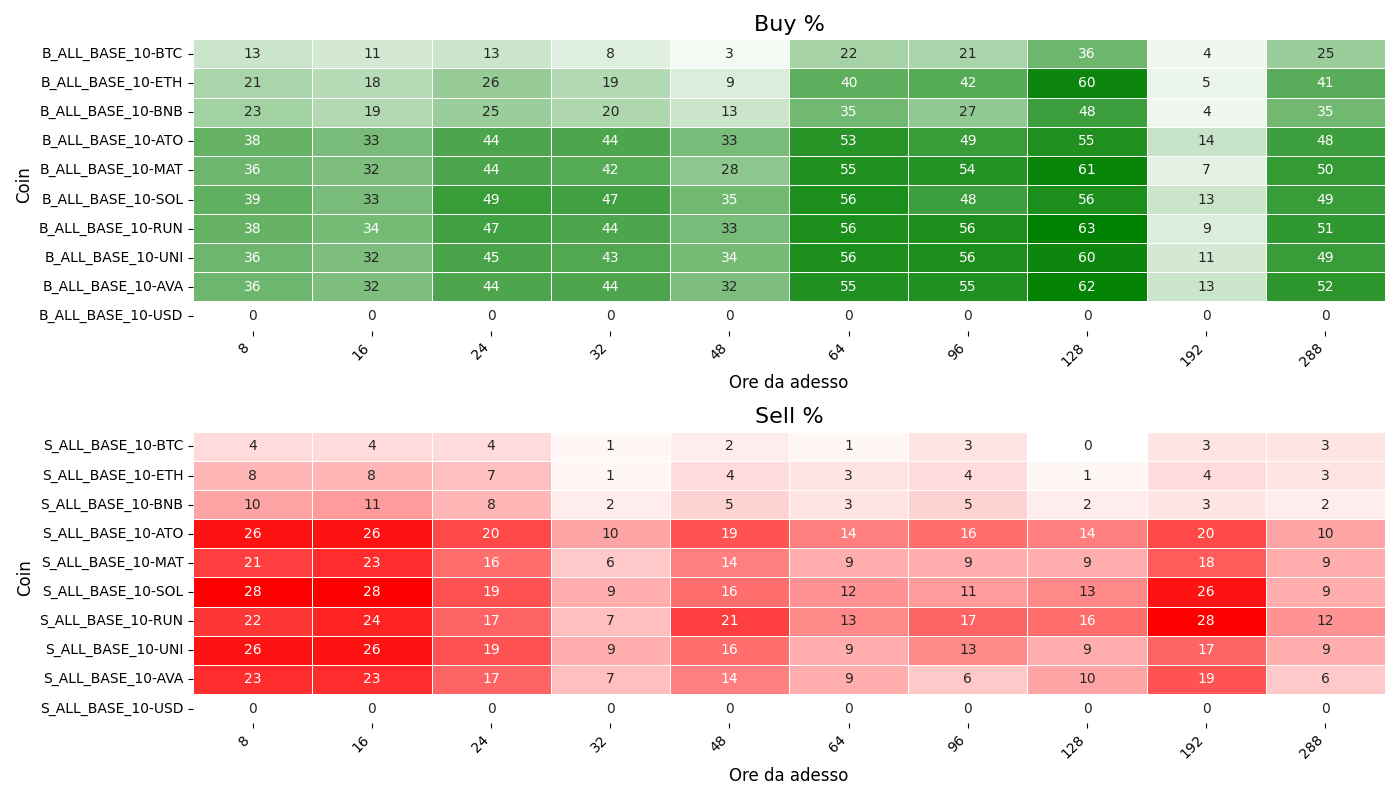 Buy %
Coin
B_ALL_BASE_10-BTC 13 11 13 8 3 22 21 36 4 25
B_ALL_BASE_10-ETH 21 18 26 19 9 40 42 60 5 41
B_ALL_BASE_10-BNB 23 19 25 20 13 35 27 48 4 35
B_ALL_BASE_10-ATO 38 33 44 44 33 53 49 55 14 48
B_ALL_BASE_10-MAT 36 32 44 42 28 55 54 61 7 50
B_ALL_BASE_10-SOL 39 33 49 47 35 56 48 56 13 49
B_ALL_BASE_10-RUN 38 34 47 44 33 56 56 63 9 51
B_ALL_BASE_10-UNI 36 32 45 43 34 56 56 60 11 49
B_ALL_BASE_10-AVA 36 32 44 44 32 55 55 62 13 52
B_ALL_BASE_10-USD 0 0 0 0 0 0 0 0 0 0
8 16 24 32 48 64 96 128 192 288
Ore da adesso
Sell %
Coin
S_ALL_BASE_10-BTC 4 4 4 1 2 1 3 0 3 3
S_ALL_BASE_10-ETH 8 8 7 1 4 3 4 1 4 3
S_ALL_BASE_10-BNB 10 11 8 2 5 3 5 2 3 2
S_ALL_BASE_10-ATO 26 26 20 10 19 14 16 14 20 10
S_ALL_BASE_10-MAT 21 23 16 6 14 9 9 9 18 9
S_ALL_BASE_10-SOL 28 28 19 9 16 12 11 13 26 9
S_ALL_BASE_10-RUN 22 24 17 7 21 13 17 16 28 12
S_ALL_BASE_10-UNI 26 26 19 9 16 9 13 9 17 9
S_ALL_BASE_10-AVA 23 23 17 7 14 9 6 10 19 6
S_ALL_BASE_10-USD 0 0 0 0 0 0 0 0 0 0
8 16 24 32 48 64 96 128 192 288
Ore da adesso